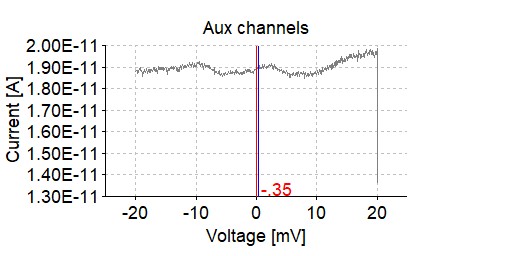 Aux channels
Current [A]
2.00E-11
1.90E-11
1.80E-11
1.70E-11
1.60E-11
1.50E-11
1.40E-11
1.30E-11
-.35
-20 -10 0 10 20
Voltage [mV]